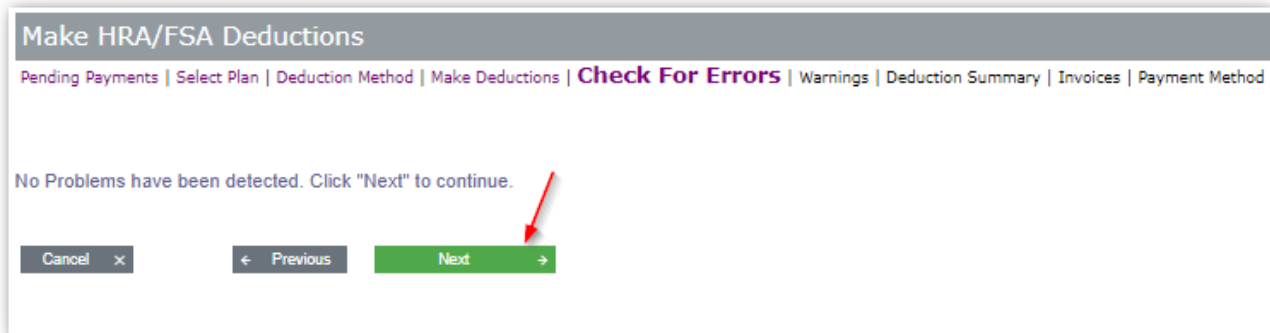 Make HRA/FSA Deductions
Pending Payments | Select Plan | Deduction Method | Make Deductions | Check For Errors | Warnings | Deduction Summary | Invoices | Payment Method
No Problems have been detected. Click "Next" to continue.
Cancel × ← Previous Next →